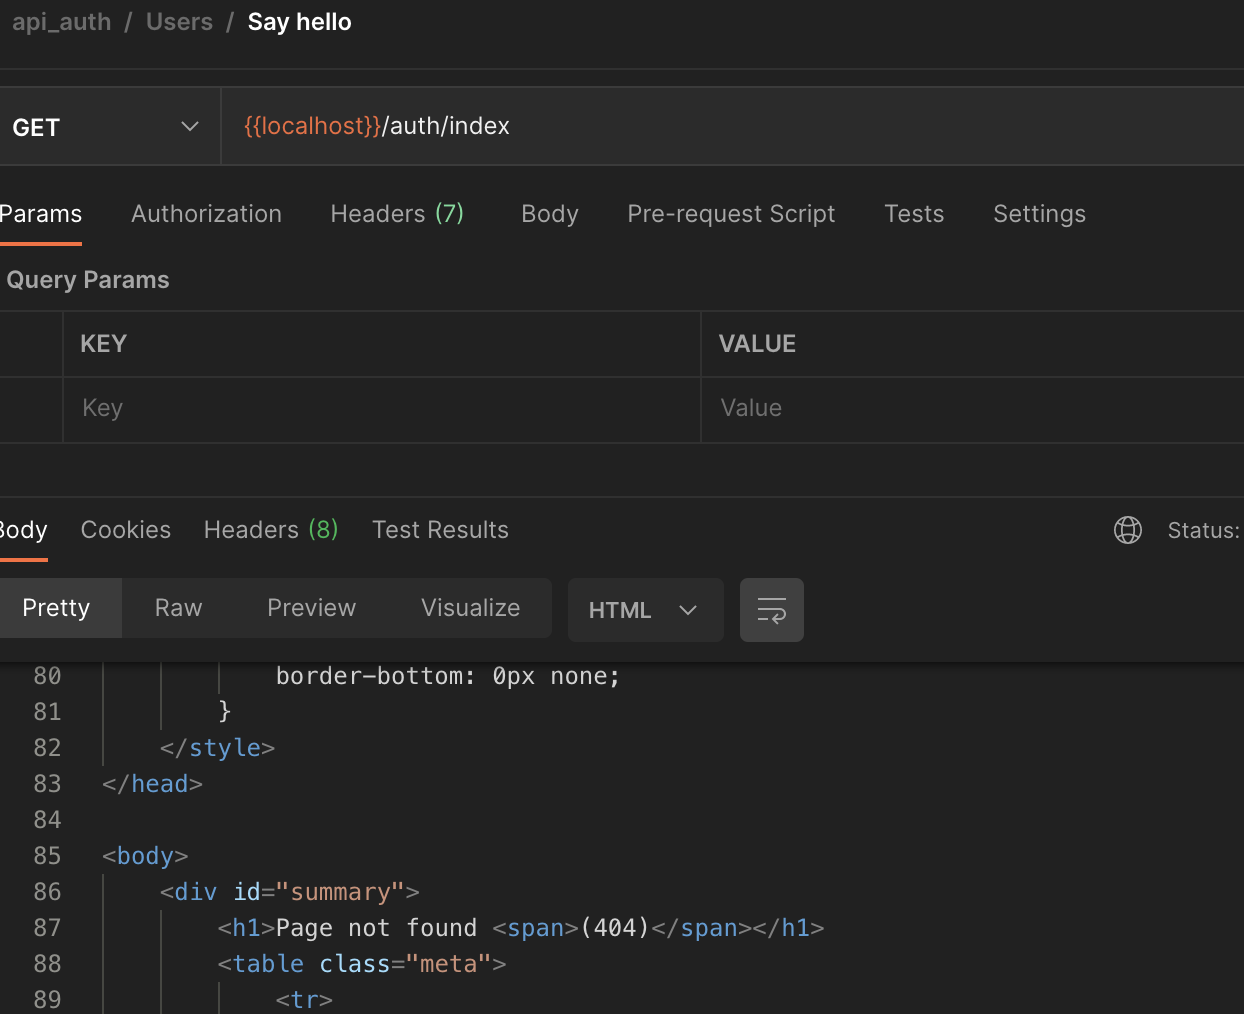 api_auth / Users / Say hello
GET {{localhost}}/auth/index
Params Authorization Headers (7) Body Pre-request Script Tests Settings
Query Params
KEY VALUE
Key Value
Body Cookies Headers (8) Test Results Status:
Pretty Raw Preview Visualize HTML
80 border-bottom: 0px none;
81 }
82 </style>
83 </head>
84
85 <body>
86 <div id="summary">
87 <h1>Page not found <span>(404)</span></h1>
88 <table class="meta">
89 <tr>